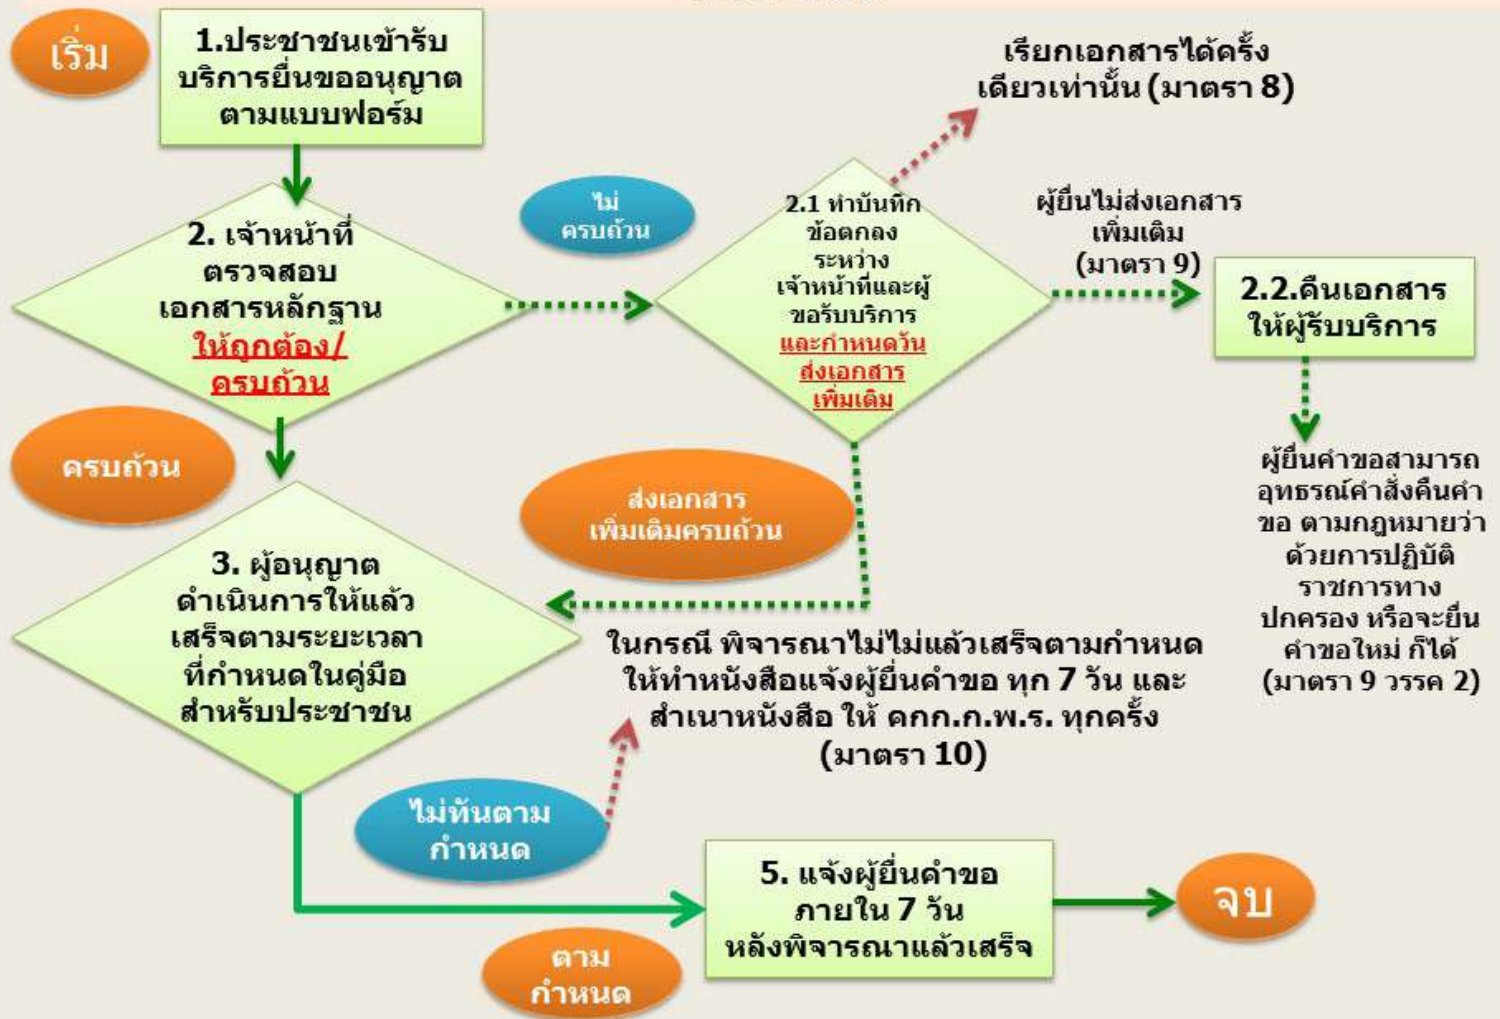 เริ่ม
1.ประชาชนเข้ารับ
บริการยื่นขออนุญาต
ตามแบบฟอร์ม
เรียกเอกสารได้ครั้ง
เดียวเท่านั้น (มาตรา 8)
2. เจ้าหน้าที่
ตรวจสอบ
เอกสารหลักฐาน
ให้ถูกต้อง/
ครบถ้วน
ไม่
ครบถ้วน
2.1 ทำบันทึก
ข้อตกลง
ระหว่าง
เจ้าหน้าที่และผู้
ขอรับบริการ
และกำหนดวัน
ส่งเอกสาร
เพิ่มเติม
ผู้ยื่นไม่ส่งเอกสาร
เพิ่มเติม
(มาตรา 9)
2.2.คืนเอกสาร
ให้ผู้รับบริการ
ผู้ยื่นคำขอสามารถ
อุทธรณ์คำสั่งคืนคำ
ขอ ตามกฎหมายว่า
ด้วยการปฏิบัติ
ราชการทาง
ปกครอง หรือจะยื่น
คำขอใหม่ ก็ได้
(มาตรา 9 วรรค 2)
ครบถ้วน
ส่งเอกสาร
เพิ่มเติมครบถ้วน
3. ผู้อนุญาต
ดำเนินการให้แล้ว
เสร็จตามระยะเวลา
ที่กำหนดในคู่มือ
สำหรับประชาชน
ในกรณี พิจารณาไม่ไม่แล้วเสร็จตามกำหนด
ให้ทำหนังสือแจ้งผู้ยื่นคำขอ ทุก 7 วัน และ
สำเนาหนังสือ ให้ คกก.ก.พ.ร. ทุกครั้ง
(มาตรา 10)
ไม่ทันตาม
กำหนด
5. แจ้งผู้ยื่นคำขอ
ภายใน 7 วัน
หลังพิจารณาแล้วเสร็จ
จบ
ตาม
กำหนด